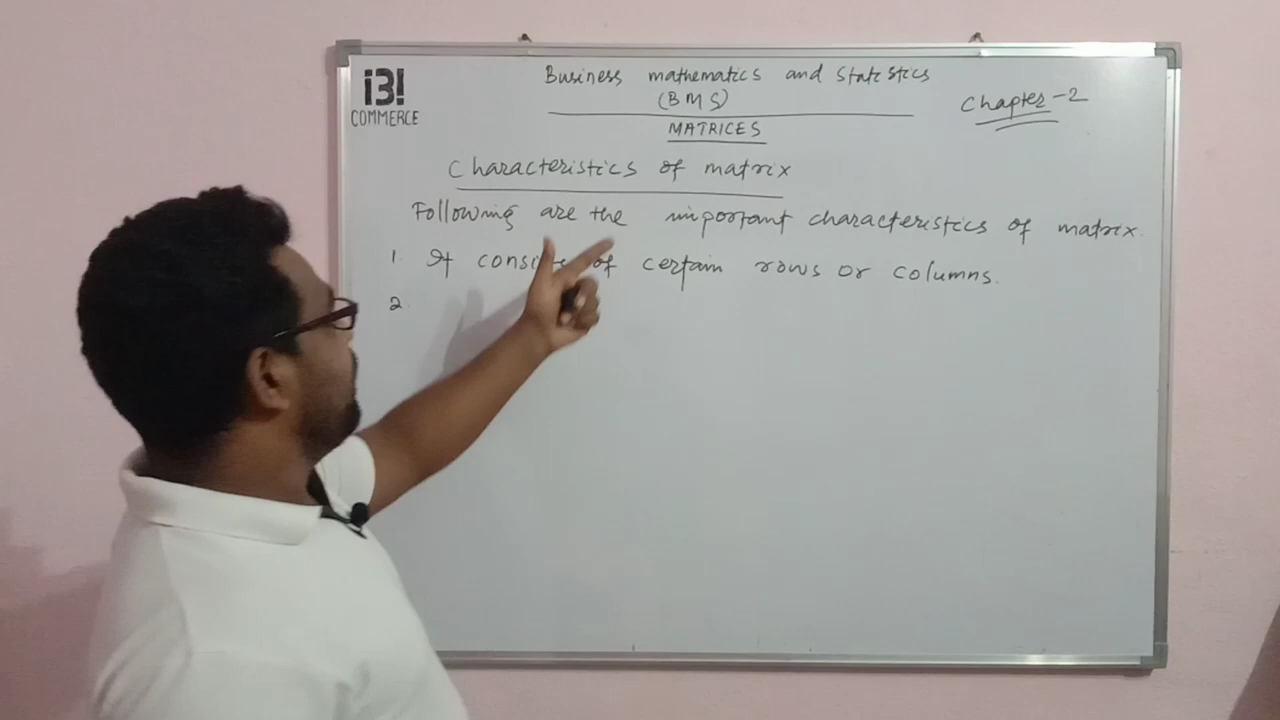 i3!
COMMERCE
Business mathematics and statistics
(BMS)
Chapter-2
MATRICES
Characteristics of matrix
Following are the important characteristics of matrix.
1. It consists of certain rows or columns.
2.